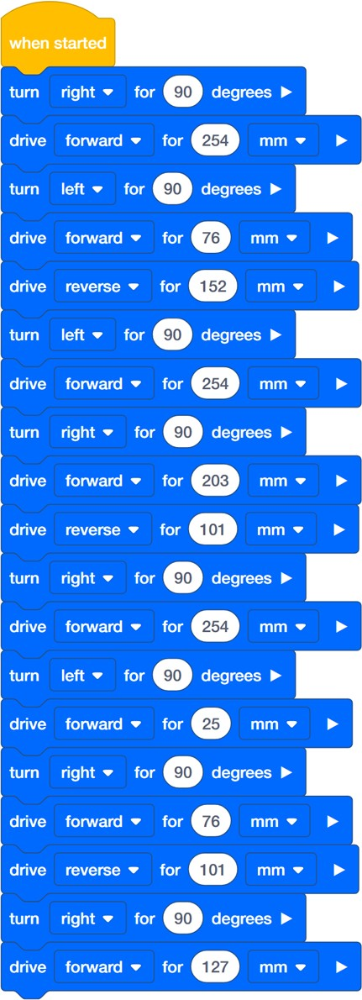 when started
turn right for 90 degrees
drive forward for 254 mm
turn left for 90 degrees
drive forward for 76 mm
drive reverse for 152 mm
turn left for 90 degrees
drive forward for 254 mm
turn right for 90 degrees
drive forward for 203 mm
drive reverse for 101 mm
turn right for 90 degrees
drive forward for 254 mm
turn left for 90 degrees
drive forward for 25 mm
turn right for 90 degrees
drive forward for 76 mm
drive reverse for 101 mm
turn right for 90 degrees
drive forward for 127 mm